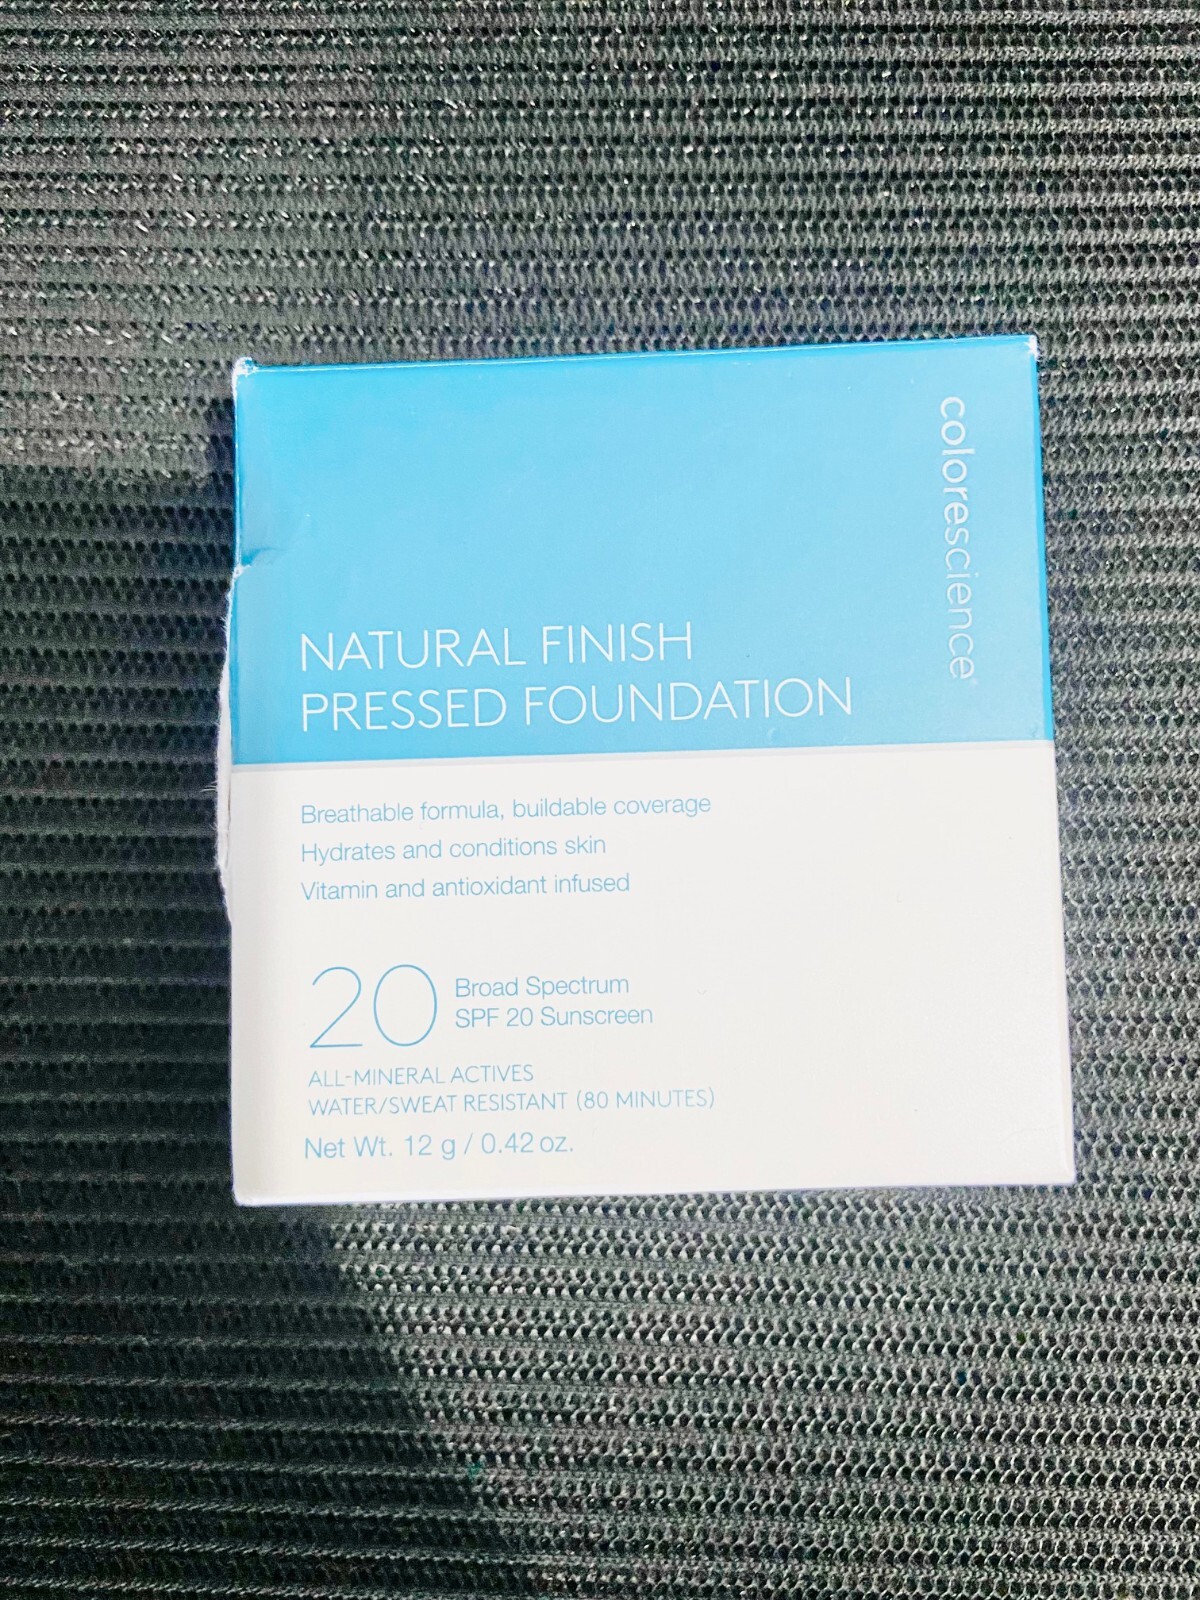 colorescience®
NATURAL FINISH
PRESSED FOUNDATION
Breathable formula, buildable coverage
Hydrates and conditions skin
Vitamin and antioxidant infused
20
Broad Spectrum
SPF 20 Sunscreen
ALL-MINERAL ACTIVES
WATER/SWEAT RESISTANT (80 MINUTES)
Net Wt. 12 g / 0.42 oz.